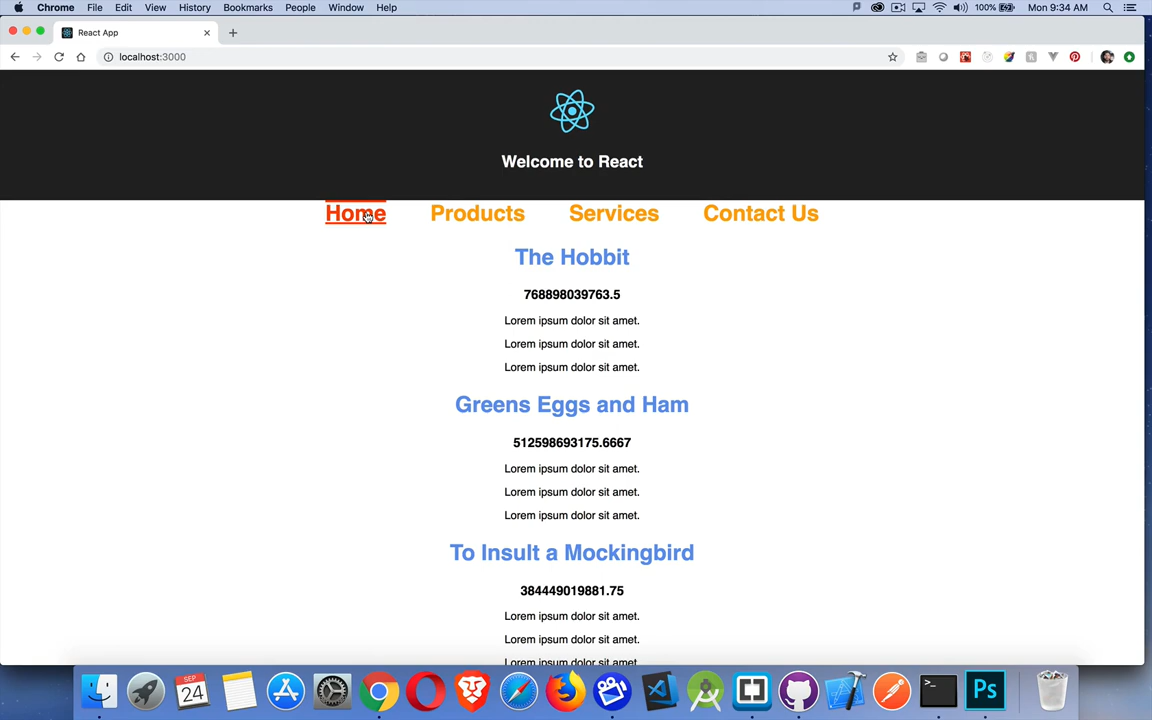 Chrome File Edit View History Bookmarks People Window Help 100% Mon 9:34 AM
React App
localhost:3000
Welcome to React
Home Products Services Contact Us
The Hobbit
768898039763.5
Lorem ipsum dolor sit amet.
Lorem ipsum dolor sit amet.
Lorem ipsum dolor sit amet.
Greens Eggs and Ham
512598693175.6667
Lorem ipsum dolor sit amet.
Lorem ipsum dolor sit amet.
Lorem ipsum dolor sit amet.
To Insult a Mockingbird
384449019881.75
Lorem ipsum dolor sit amet.
Lorem ipsum dolor sit amet.
Lorem ipsum dolor sit amet.
SEP
24
>_
Ps